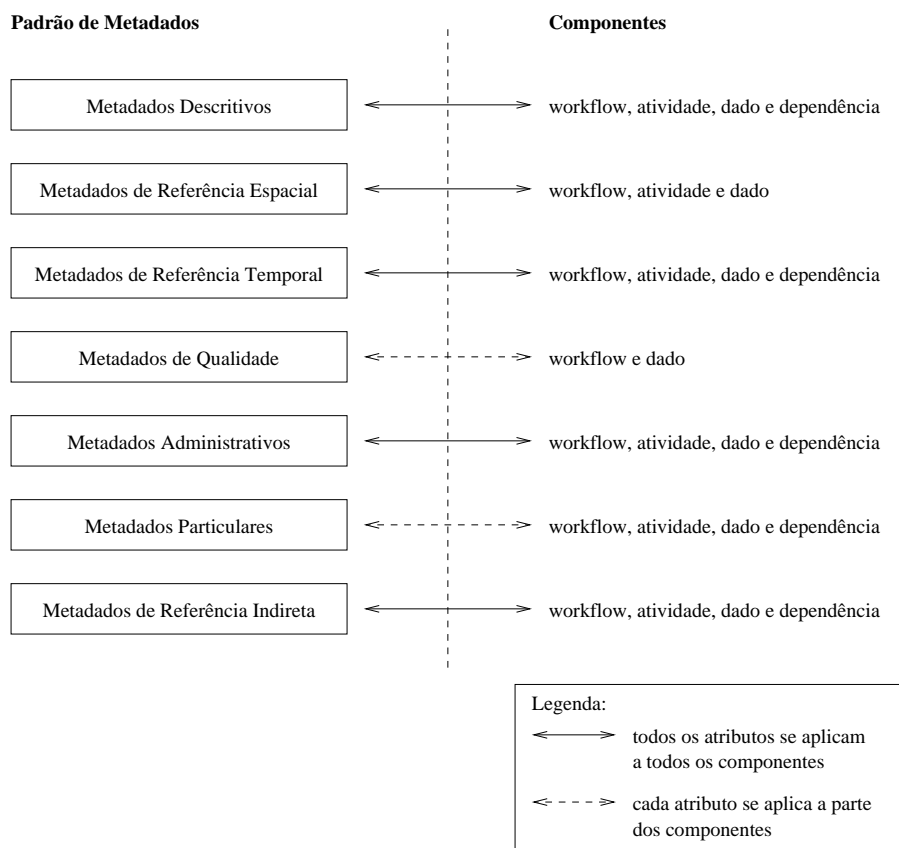 Padrão de Metadados
Componentes
Metadados Descritivos
workflow, atividade, dado e dependência
Metadados de Referência Espacial
workflow, atividade e dado
Metadados de Referência Temporal
workflow, atividade, dado e dependência
Metadados de Qualidade
workflow e dado
Metadados Administrativos
workflow, atividade, dado e dependência
Metadados Particulares
workflow, atividade, dado e dependência
Metadados de Referência Indireta
workflow, atividade, dado e dependência
Legenda:
todos os atributos se aplicam
a todos os componentes
cada atributo se aplica a parte
dos componentes